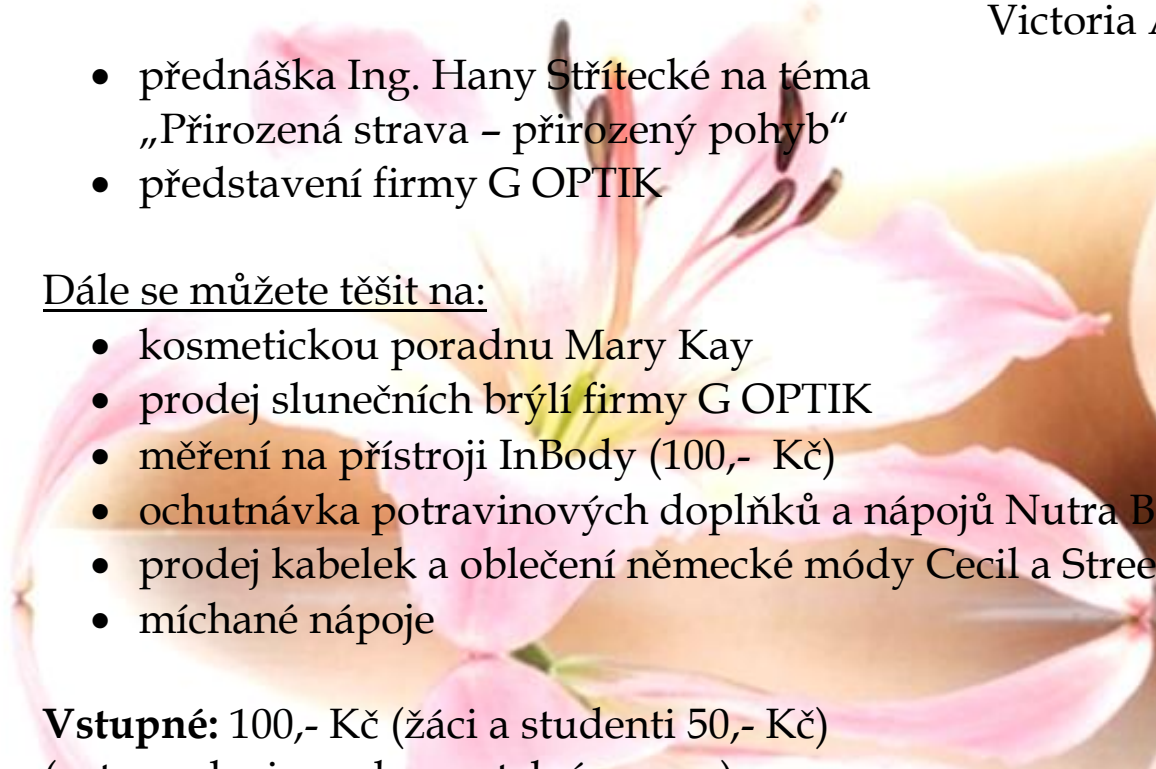 Victoria
• přednáška Ing. Hany Střítecké na téma
„Přirozená strava – přirozený pohyb“
• představení firmy G OPTIK
Dále se můžete těšit na:
• kosmetickou poradnu Mary Kay
• prodej slunečních brýlí firmy G OPTIK
• měření na přístroji InBody (100,- Kč)
• ochutnávka potravinových doplňků a nápojů Nutra
• prodej kabelek a oblečení německé módy Cecil a
• míchané nápoje
Vstupné: 100,- Kč (žáci a studenti 50,- Kč)